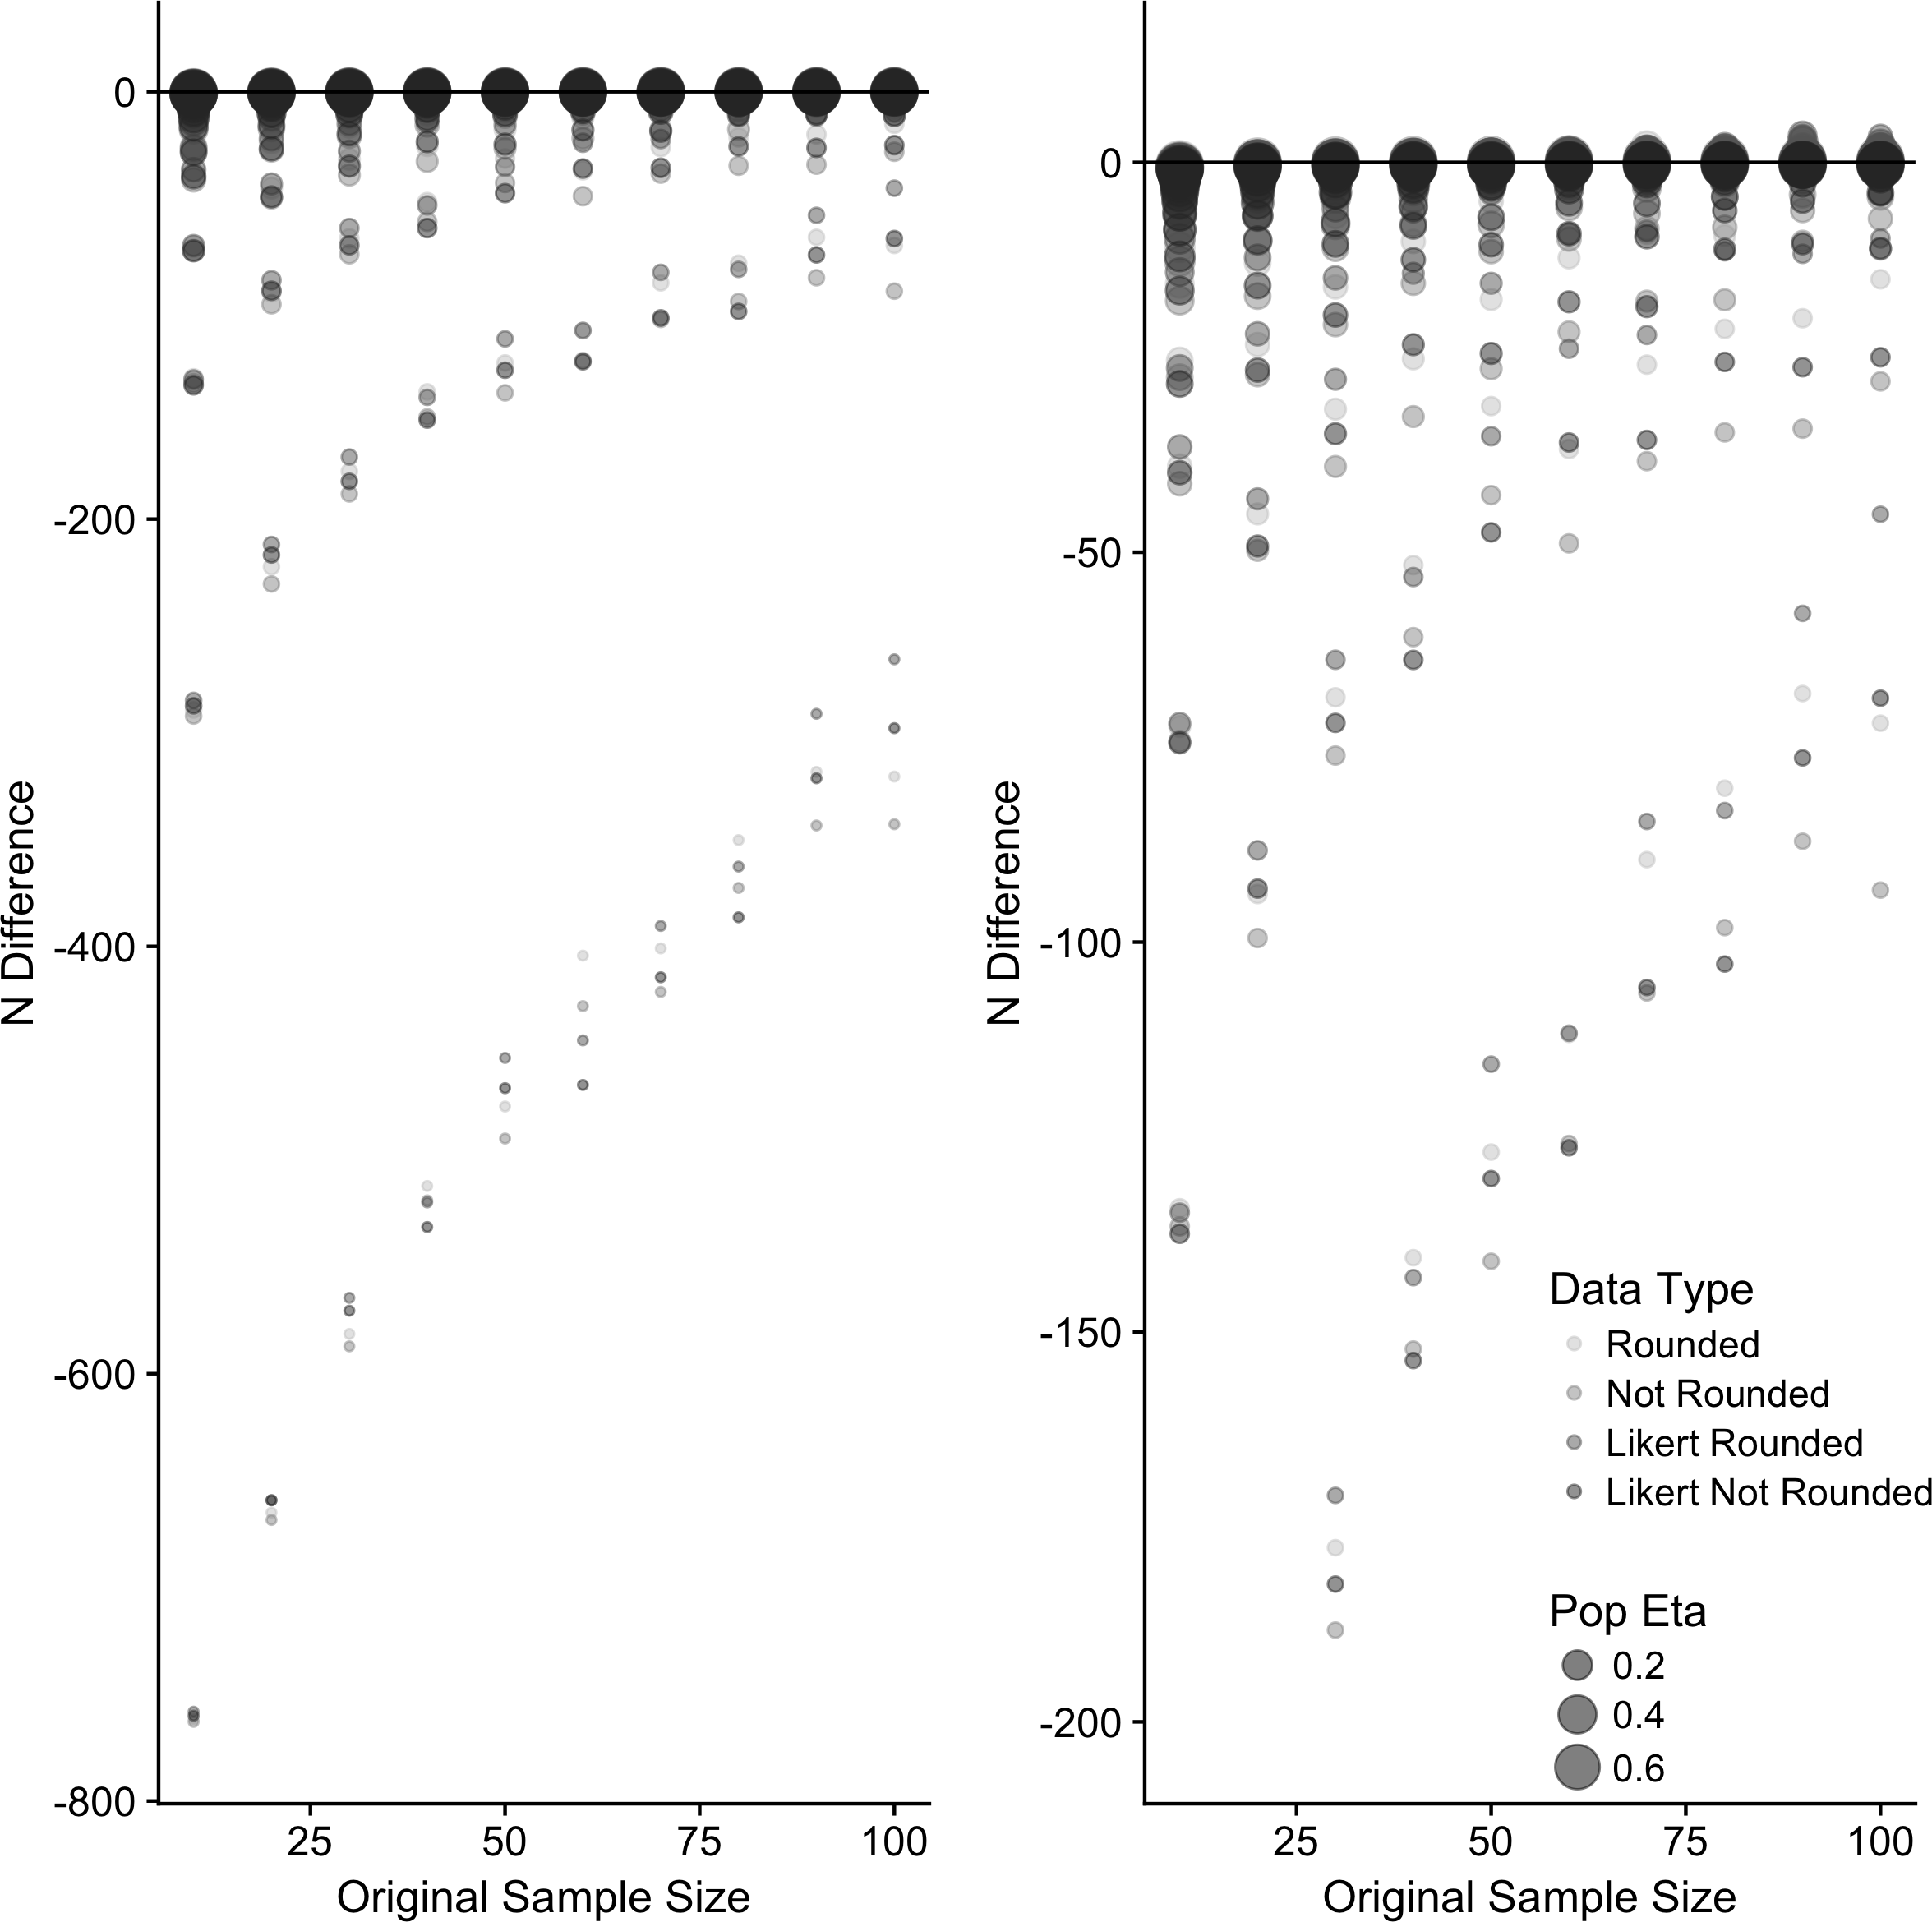 0
-200
-400
-600
-800
N Difference
25 50 75 100
Original Sample Size
0
-50
-100
-150
-200
N Difference
25 50 75 100
Original Sample Size
Data Type
Rounded
Not Rounded
Likert Rounded
Likert Not Rounded
Pop Eta
0.2
0.4
0.6